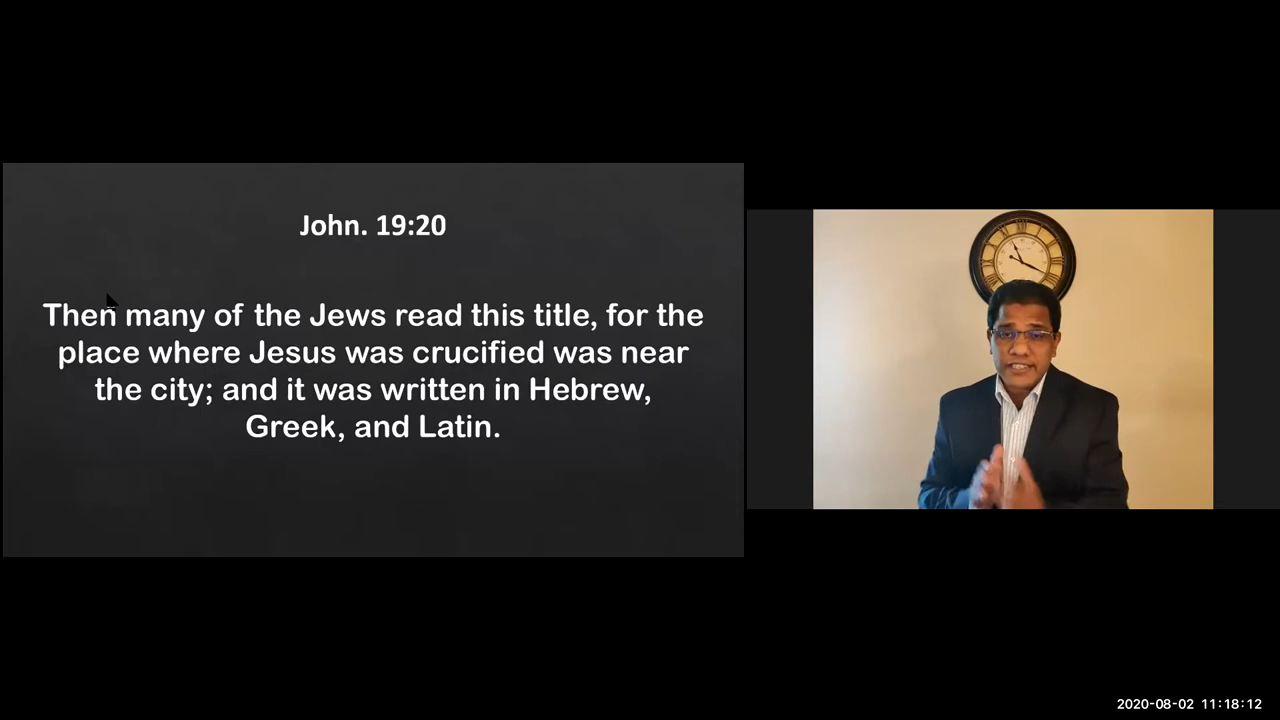 John. 19:20
Then many of the Jews read this title, for the
place where Jesus was crucified was near
the city; and it was written in Hebrew,
Greek, and Latin.
2020-08-02 11:18:12